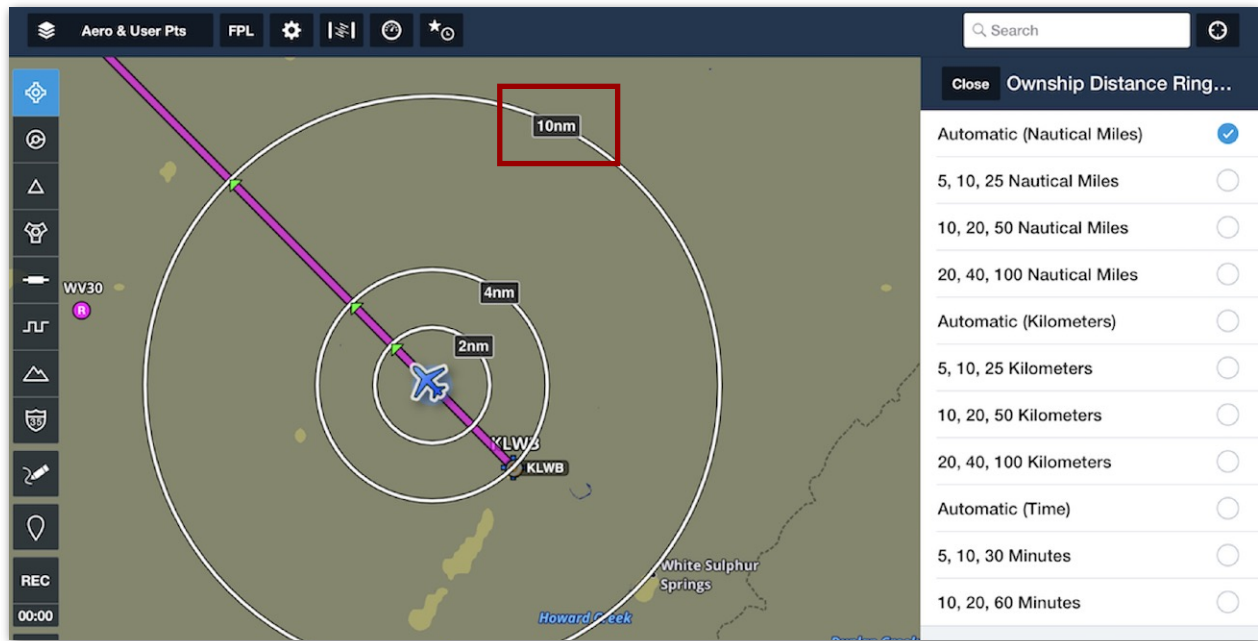 Aero & User Pts
FPL
Search
Close
Ownship Distance Ring...
10nm
4nm
2nm
WV30
R
KLWB
KLWB
White Sulphur
Springs
Howard Creek
35
REC
00:00
Automatic (Nautical Miles)
5, 10, 25 Nautical Miles
10, 20, 50 Nautical Miles
20, 40, 100 Nautical Miles
Automatic (Kilometers)
5, 10, 25 Kilometers
10, 20, 50 Kilometers
20, 40, 100 Kilometers
Automatic (Time)
5, 10, 30 Minutes
10, 20, 60 Minutes